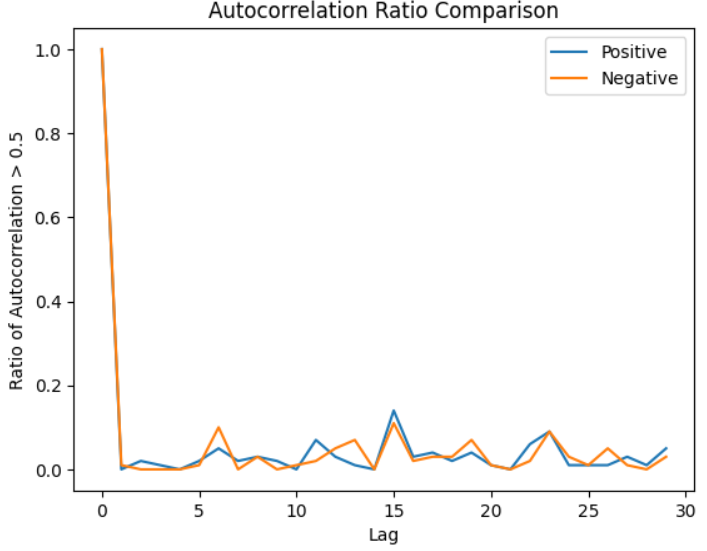 Autocorrelation Ratio Comparison
Positive
Negative
Ratio of Autocorrelation > 0.5
1.0
0.8
0.6
0.4
0.2
0.0
0 5 10 15 20 25 30
Lag